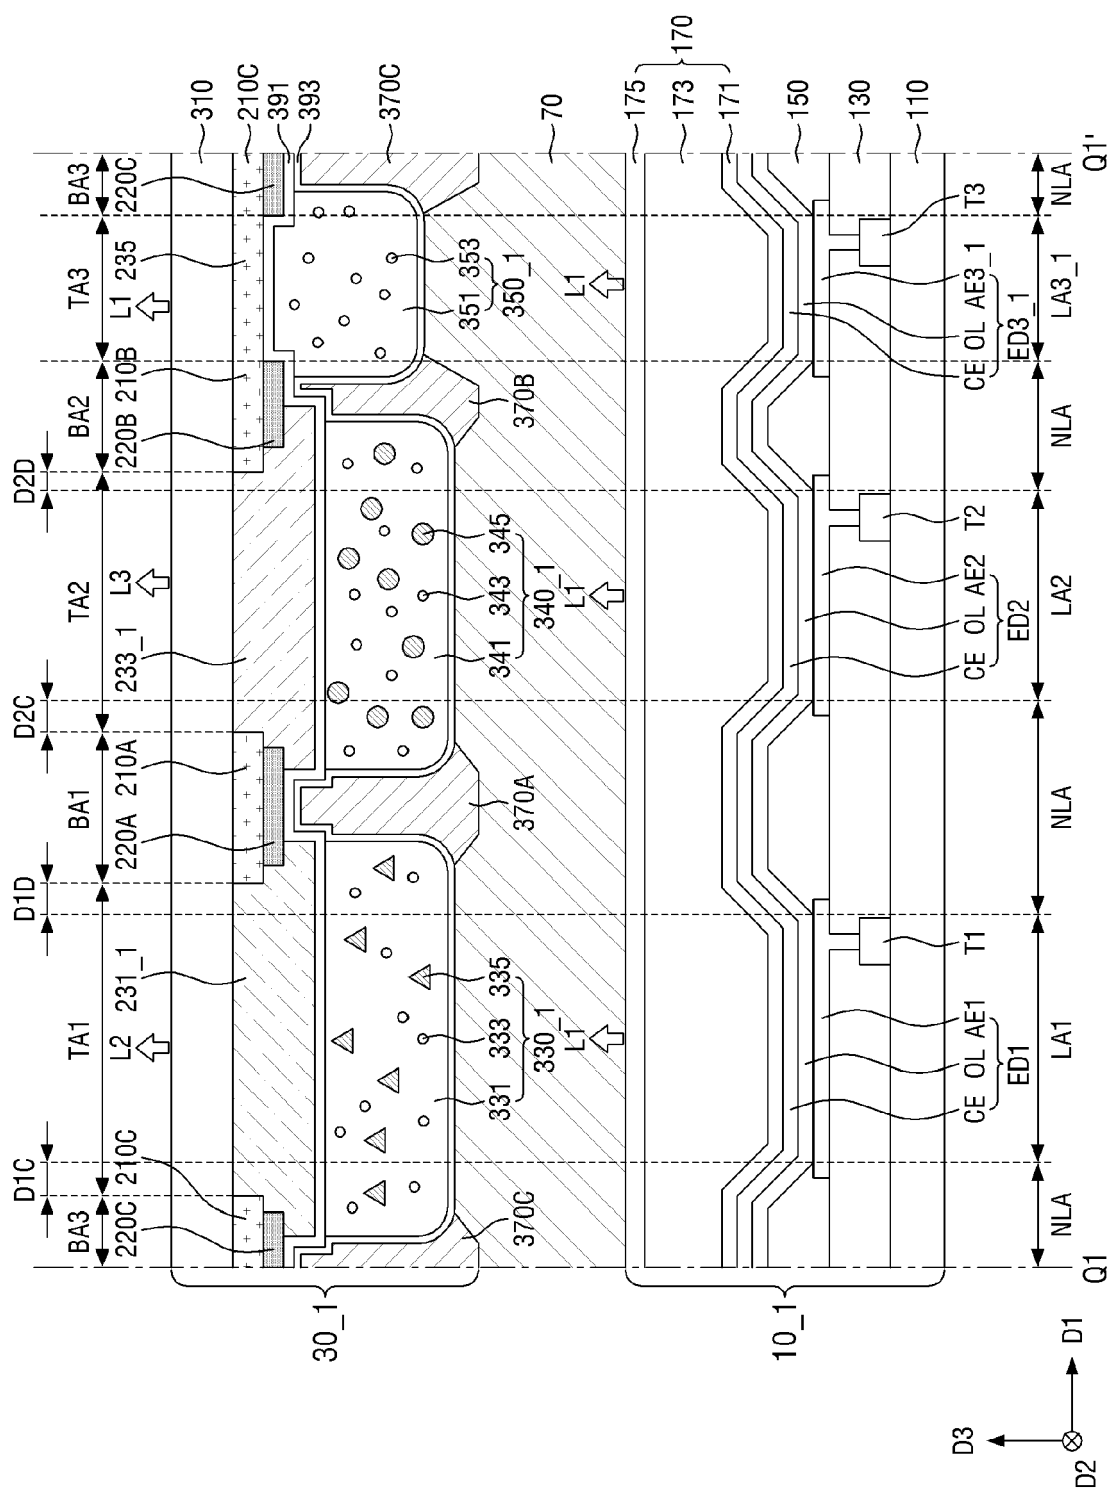 D1C
D1D
D2C
D2D
BA3
TA1
BA1
TA2
BA2
TA3
BA3
220C
210C
L2
231_1
220A
210A
233_1
L3
220B
210B
L1
235
220C
310
210C
391
393
370C
70
175
173
171
170
150
130
110
331
333
335
330_1
341
343
345
340_1
351
353
350_1
370C
370A
370B
L1
L1
L1
30_1
10_1
CE
OL
AE1
ED1
T1
CE
OL
AE2
ED2
T2
CE
OL
AE3_1
ED3_1
T3
NLA
LA1
NLA
LA2
NLA
LA3_1
NLA
Q1
Q1'
D3
D2
D1